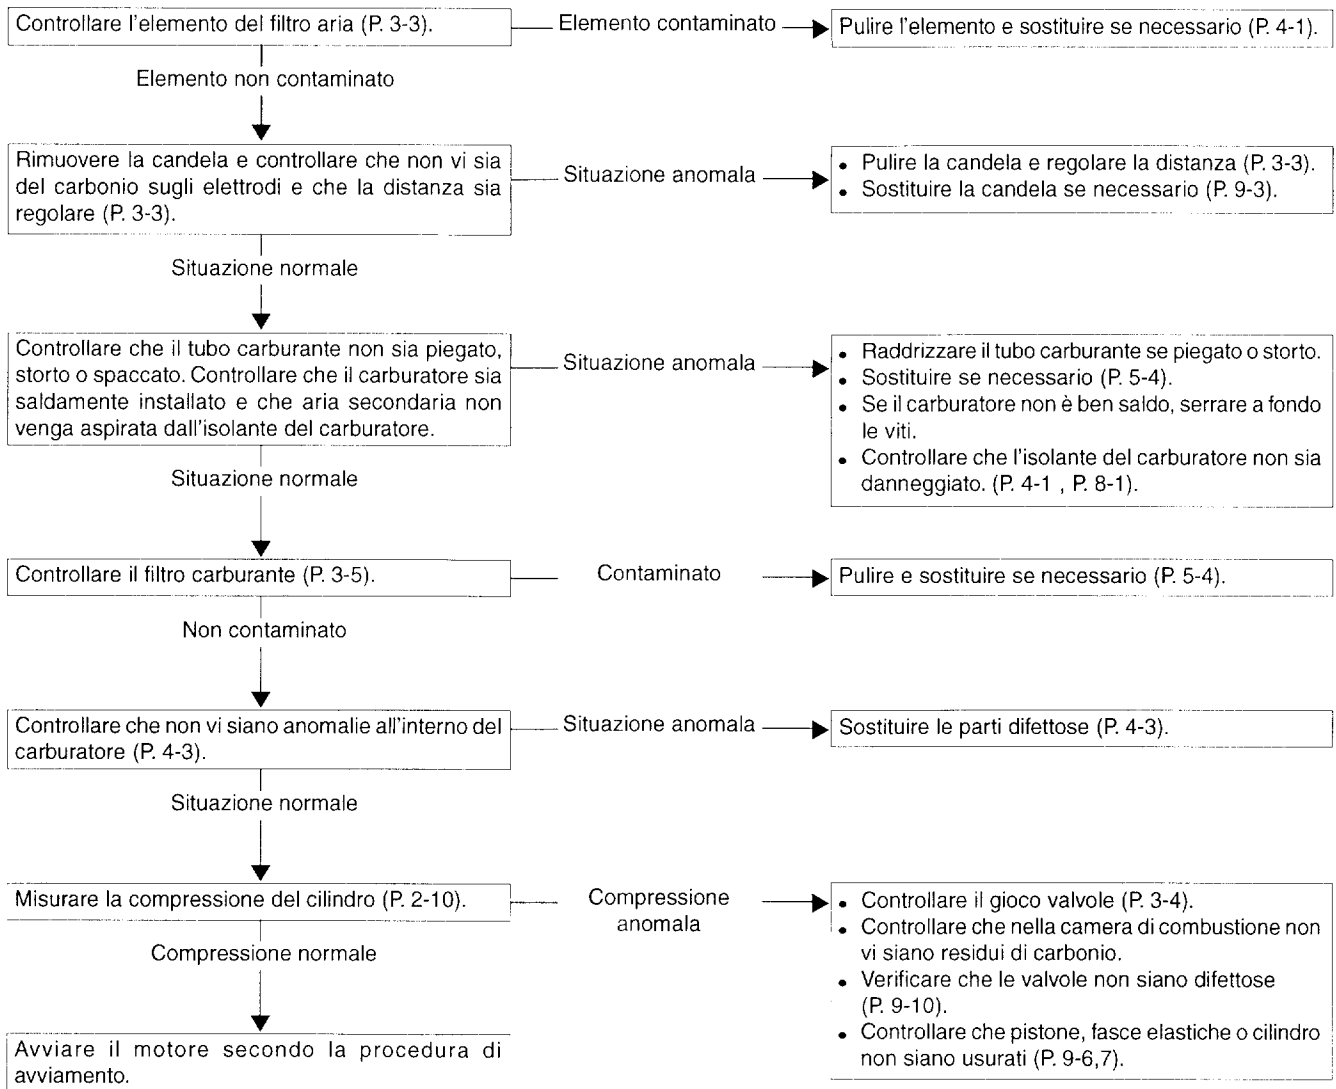 Controllare l'elemento del filtro aria (P. 3-3).
Elemento contaminato
Pulire l'elemento e sostituire se necessario (P. 4-1).
Elemento non contaminato
Rimuovere la candela e controllare che non vi sia
del carbonio sugli elettrodi e che la distanza sia
regolare (P. 3-3).
Situazione anomala
• Pulire la candela e regolare la distanza (P. 3-3).
• Sostituire la candela se necessario (P. 9-3).
Situazione normale
Controllare che il tubo carburante non sia piegato,
storto o spaccato. Controllare che il carburatore sia
saldamente installato e che aria secondaria non
venga aspirata dall'isolante del carburatore.
Situazione anomala
• Raddrizzare il tubo carburante se piegato o storto.
• Sostituire se necessario (P. 5-4).
• Se il carburatore non è ben saldo, serrare a fondo
le viti.
• Controllare che l'isolante del carburatore non sia
danneggiato. (P. 4-1 , P. 8-1).
Situazione normale
Controllare il filtro carburante (P. 3-5).
Contaminato
Pulire e sostituire se necessario (P. 5-4).
Non contaminato
Controllare che non vi siano anomalie all'interno del
carburatore (P. 4-3).
Situazione anomala
Sostituire le parti difettose (P. 4-3).
Situazione normale
Misurare la compressione del cilindro (P. 2-10).
Compressione
anomala
• Controllare il gioco valvole (P. 3-4).
• Controllare che nella camera di combustione non
vi siano residui di carbonio.
• Verificare che le valvole non siano difettose
(P. 9-10).
• Controllare che pistone, fasce elastiche o cilindro
non siano usurati (P. 9-6,7).
Compressione normale
Avviare il motore secondo la procedura di
avviamento.